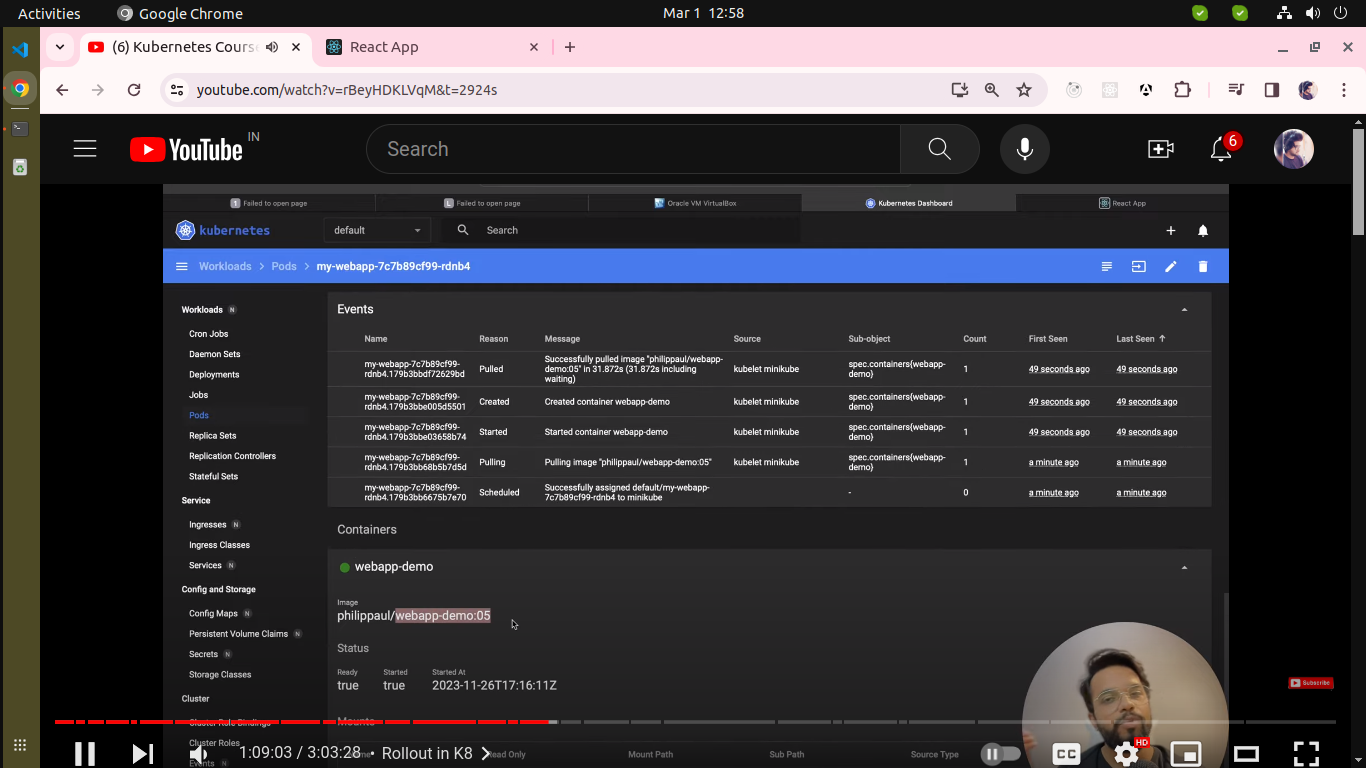 Activities
Google Chrome
Mar 1 12:58
(6) Kubernetes Cours
React App
youtube.com/watch?v=rBeyHDKLVqM&t=2924s
YouTube IN
Search
6
1 Failed to open page
L Failed to open page
Oracle VM VirtualBox
Kubernetes Dashboard
React App
kubernetes
default
Search
Workloads > Pods > my-webapp-7c7b89cf99-rdnb4
Workloads N
Cron Jobs
Daemon Sets
Deployments
Jobs
Pods
Replica Sets
Replication Controllers
Stateful Sets
Service
Ingresses N
Ingress Classes
Services N
Config and Storage
Config Maps N
Persistent Volume Claims N
Secrets N
Storage Classes
Cluster
Cluster Role Bindings
Cluster Roles
Events N
Events
Name Reason Message Source Sub-object Count First Seen Last Seen
my-webapp-7c7b89cf99-
rdnb4.179b3bbdf72629bd
Pulled
Successfully pulled image "philippaul/webapp-
demo:05" in 31.872s (31.872s including
waiting)
kubelet minikube
spec.containers{webapp-
demo}
1
49 seconds ago
49 seconds ago
my-webapp-7c7b89cf99-
rdnb4.179b3bbe005d5501
Created
Created container webapp-demo
kubelet minikube
spec.containers{webapp-
demo}
1
49 seconds ago
49 seconds ago
my-webapp-7c7b89cf99-
rdnb4.179b3bbe03658b74
Started
Started container webapp-demo
kubelet minikube
spec.containers{webapp-
demo}
1
49 seconds ago
49 seconds ago
my-webapp-7c7b89cf99-
rdnb4.179b3bb68b5b7d5d
Pulling
Pulling image "philippaul/webapp-demo:05"
kubelet minikube
spec.containers{webapp-
demo}
1
a minute ago
a minute ago
my-webapp-7c7b89cf99-
rdnb4.179b3bb6675b7e70
Scheduled
Successfully assigned default/my-webapp-
7c7b89cf99-rdnb4 to minikube
-
0
a minute ago
a minute ago
Containers
webapp-demo
Image
philippaul/webapp-demo:05
Status
Ready Started Started At
true true 2023-11-26T17:16:11Z
Mounts
Read Only Mount Path Sub Path Source Type
Subscribe
1:09:03 / 3:03:28 • Rollout in K8
CC
HD